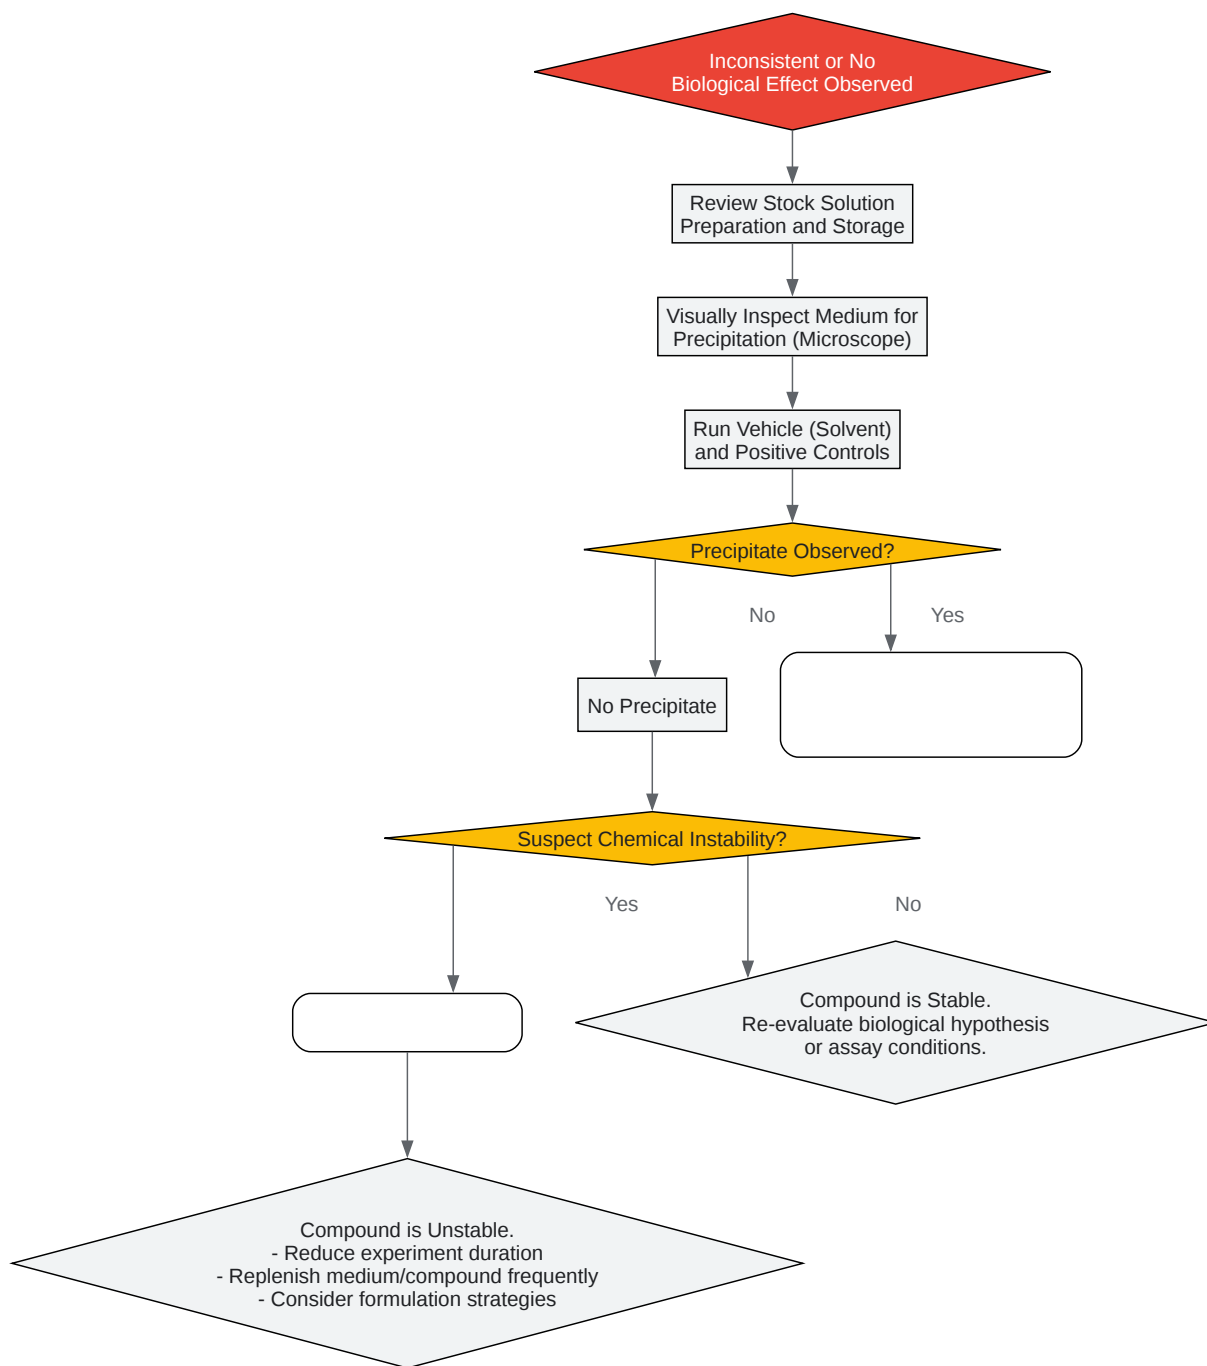 Inconsistent or No
Biological Effect Observed
Review Stock Solution
Preparation and Storage
Visually Inspect Medium for
Precipitation (Microscope)
Run Vehicle (Solvent)
and Positive Controls
Precipitate Observed?
No
Yes
No Precipitate
Suspect Chemical Instability?
Yes
No
Compound is Stable.
Re-evaluate biological hypothesis
or assay conditions.
Compound is Unstable.
- Reduce experiment duration
- Replenish medium/compound frequently
- Consider formulation strategies